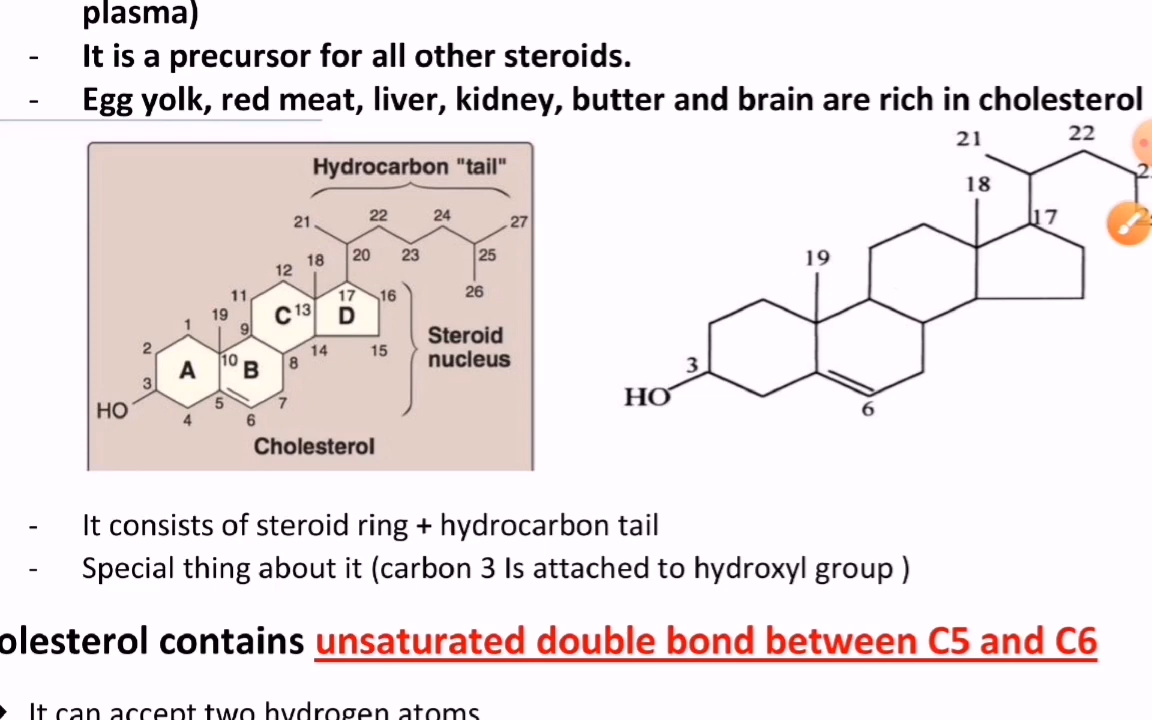 plasma)
- It is a precursor for all other steroids.
- Egg yolk, red meat, liver, kidney, butter and brain are rich in cholesterol
Hydrocarbon "tail"
21 22 24 27
18 20 23 25
12 26
11 17 16
19 C 13 D
1 9
Steroid
nucleus
2 10 14 15
A B 8
3
HO 5 7
4 6
Cholesterol
21 22
18
17
19
3
HO
6
- It consists of steroid ring + hydrocarbon tail
- Special thing about it (carbon 3 Is attached to hydroxyl group )
olesterol contains unsaturated double bond between C5 and C6
It can accept two hydrogen atoms